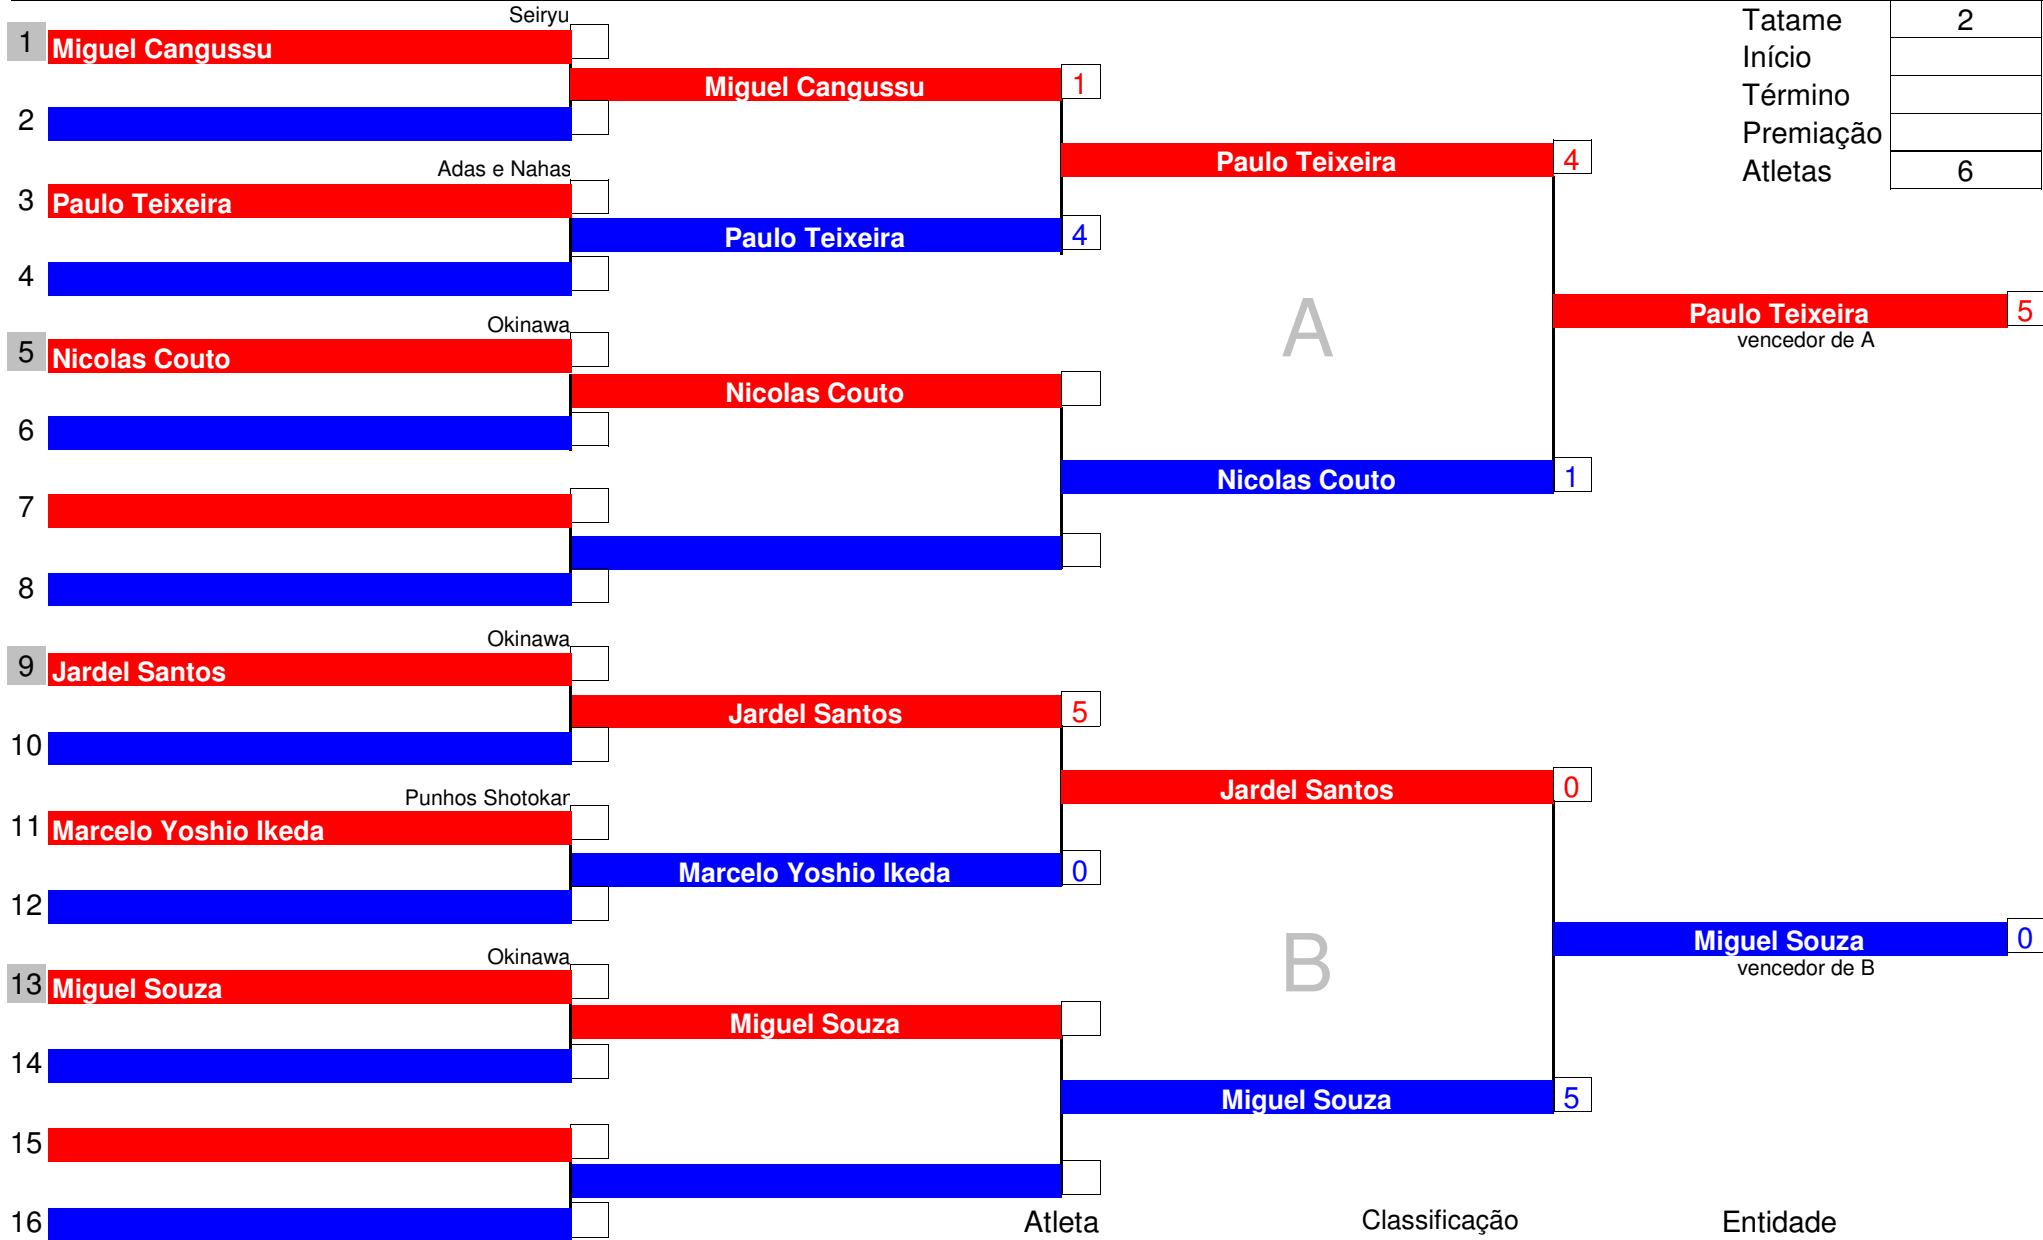 Seiryu
1 Miguel Cangussu
Miguel Cangussu 1
2
Adas e Nahas
3 Paulo Teixeira
Paulo Teixeira 4
4
Paulo Teixeira 4
Okinawa
5 Nicolas Couto
Nicolas Couto
6
7
Nicolas Couto 1
8
A
Paulo Teixeira 5
vencedor de A
Okinawa
9 Jardel Santos
Jardel Santos 5
10
Jardel Santos 0
Punhos Shotokan
11 Marcelo Yoshio Ikeda
Marcelo Yoshio Ikeda 0
12
B
Miguel Souza 0
vencedor de B
Okinawa
13 Miguel Souza
Miguel Souza
14
Miguel Souza 5
15
16
Tatame 2
Início
Término
Premiação
Atletas 6
Atleta Classificação Entidade